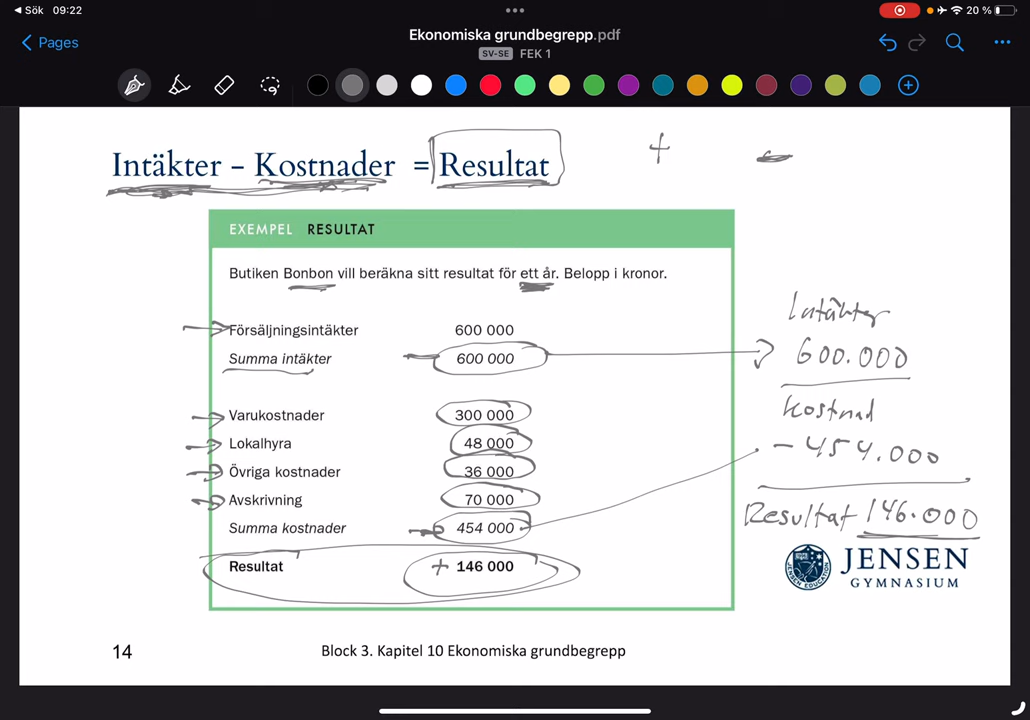 Sök 09:22
20 %
Pages
Ekonomiska grundbegrepp.pdf
SV-SE FEK 1
Intäkter – Kostnader = Resultat
+ -
EXEMPEL RESULTAT
Butiken Bonbon vill beräkna sitt resultat för ett år. Belopp i kronor.
Försäljningsintäkter 600 000
Summa intäkter 600 000
Varukostnader 300 000
Lokalhyra 48 000
Övriga kostnader 36 000
Avskrivning 70 000
Summa kostnader 454 000
Resultat + 146 000
Intäkter
600.000
Kostnad
- 454.000
Resultat 146.000
JENSEN
GYMNASIUM
JENSEN EDUCATION
14 Block 3. Kapitel 10 Ekonomiska grundbegrepp